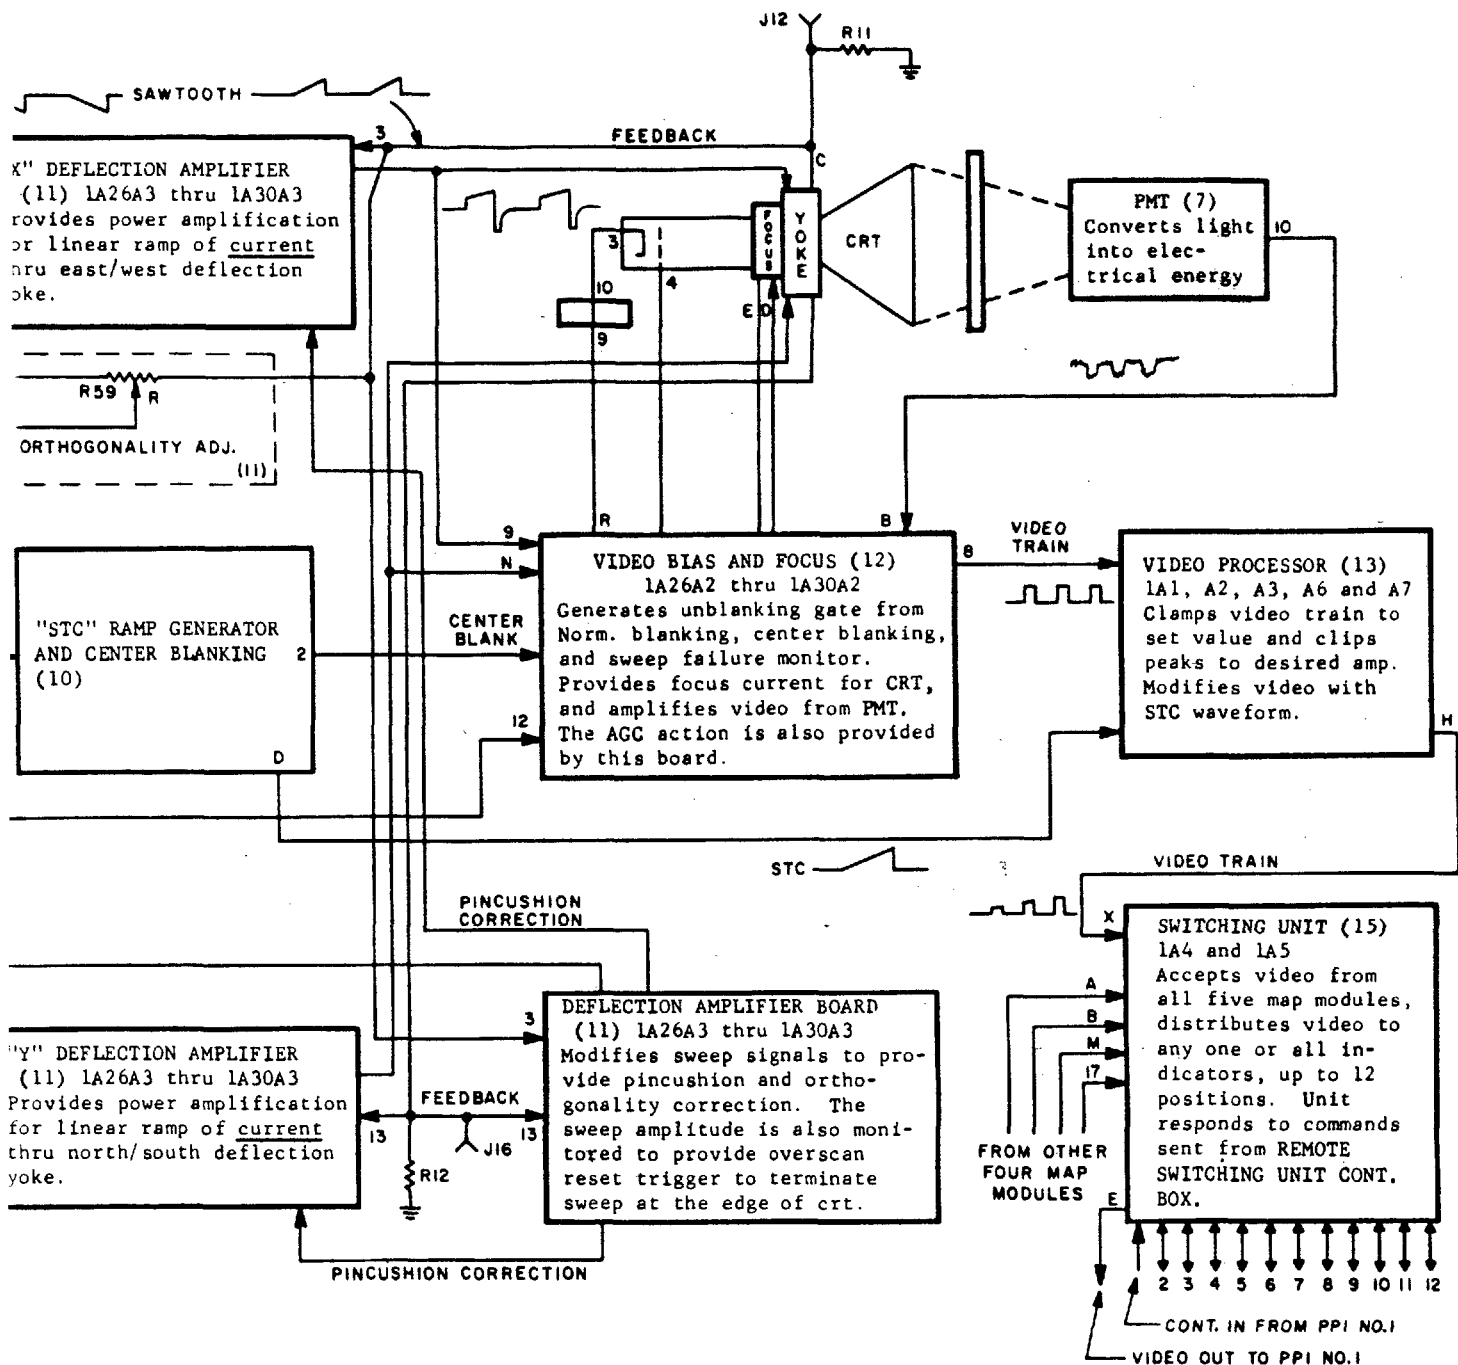 J12
R11
SAWTOOTH
3
FEEDBACK
C
X" DEFLECTION AMPLIFIER
(11) 1A26A3 thru 1A30A3
rovides power amplification
or linear ramp of current
hru east/west deflection
oke.
3
4
10
9
FOCUS
YOKE
CRT
E D
PMT (7)
Converts light
into elec-
trical energy
10
R59
R
ORTHOGONALITY ADJ.
(11)
9
N
R
B
8
VIDEO
TRAIN
"STC" RAMP GENERATOR
AND CENTER BLANKING
(10)
2
D
CENTER
BLANK
12
VIDEO BIAS AND FOCUS (12)
1A26A2 thru 1A30A2
Generates unblanking gate from
Norm. blanking, center blanking,
and sweep failure monitor.
Provides focus current for CRT,
and amplifies video from PMT.
The AGC action is also provided
by this board.
VIDEO PROCESSOR (13)
1A1, A2, A3, A6 and A7
Clamps video train to
set value and clips
peaks to desired amp.
Modifies video with
STC waveform.
H
STC
VIDEO TRAIN
PINCUSHION
CORRECTION
"Y" DEFLECTION AMPLIFIER
(11) 1A26A3 thru 1A30A3
Provides power amplification
for linear ramp of current
thru north/south deflection
yoke.
13
FEEDBACK
J16
R12
3
13
DEFLECTION AMPLIFIER BOARD
(11) 1A26A3 thru 1A30A3
Modifies sweep signals to pro-
vide pincushion and ortho-
gonality correction. The
sweep amplitude is also moni-
tored to provide overscan
reset trigger to terminate
sweep at the edge of crt.
PINCUSHION CORRECTION
X
A
B
M
17
FROM OTHER
FOUR MAP
MODULES
E
SWITCHING UNIT (15)
1A4 and 1A5
Accepts video from
all five map modules,
distributes video to
any one or all in-
dicators, up to 12
positions. Unit
responds to commands
sent from REMOTE
SWITCHING UNIT CONT.
BOX.
2 3 4 5 6 7 8 9 10 11 12
CONT. IN FROM PPI NO.1
VIDEO OUT TO PPI NO.1